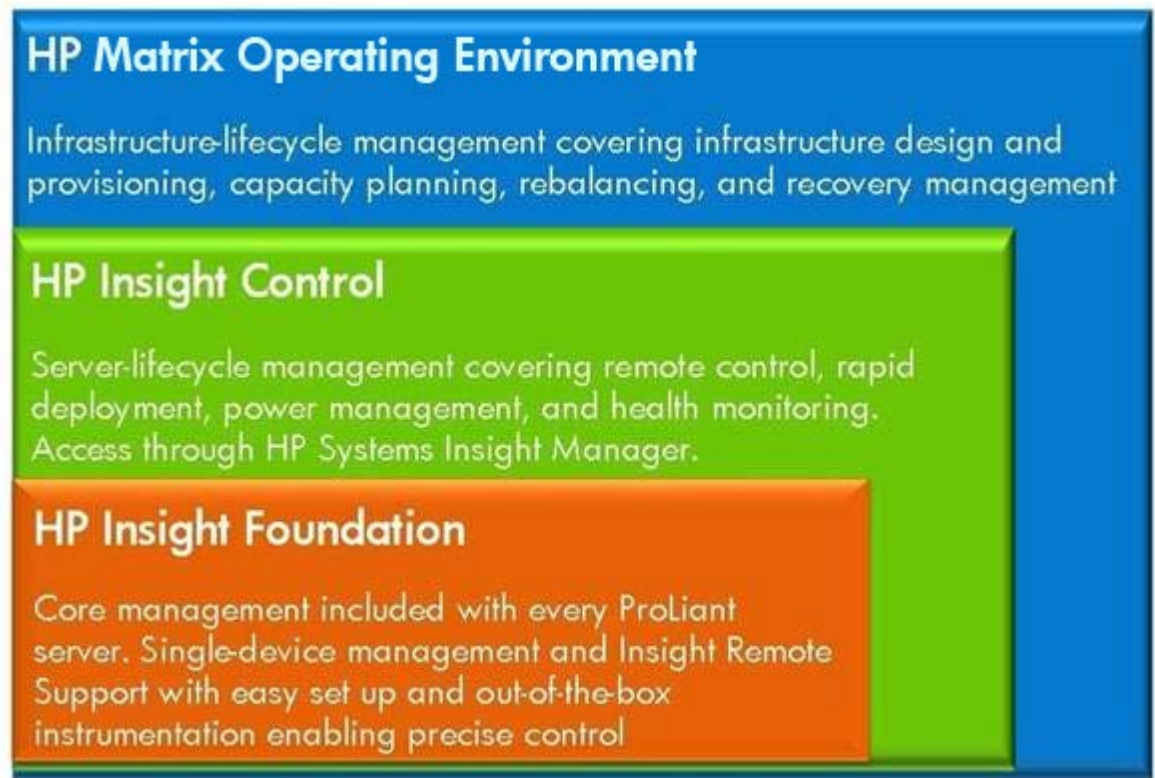 HP Matrix Operating Environment
Infrastructure-lifecycle management covering infrastructure design and
provisioning, capacity planning, rebalancing, and recovery management
HP Insight Control
Server-lifecycle management covering remote control, rapid
deployment, power management, and health monitoring.
Access through HP Systems Insight Manager.
HP Insight Foundation
Core management included with every ProLiant
server. Single-device management and Insight Remote
Support with easy set up and out-of-the-box
instrumentation enabling precise control